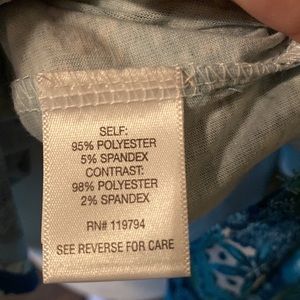 SELF:
95% POLYESTER
5% SPANDEX
CONTRAST:
98% POLYESTER
2% SPANDEX
RN# 119794
SEE REVERSE FOR CARE